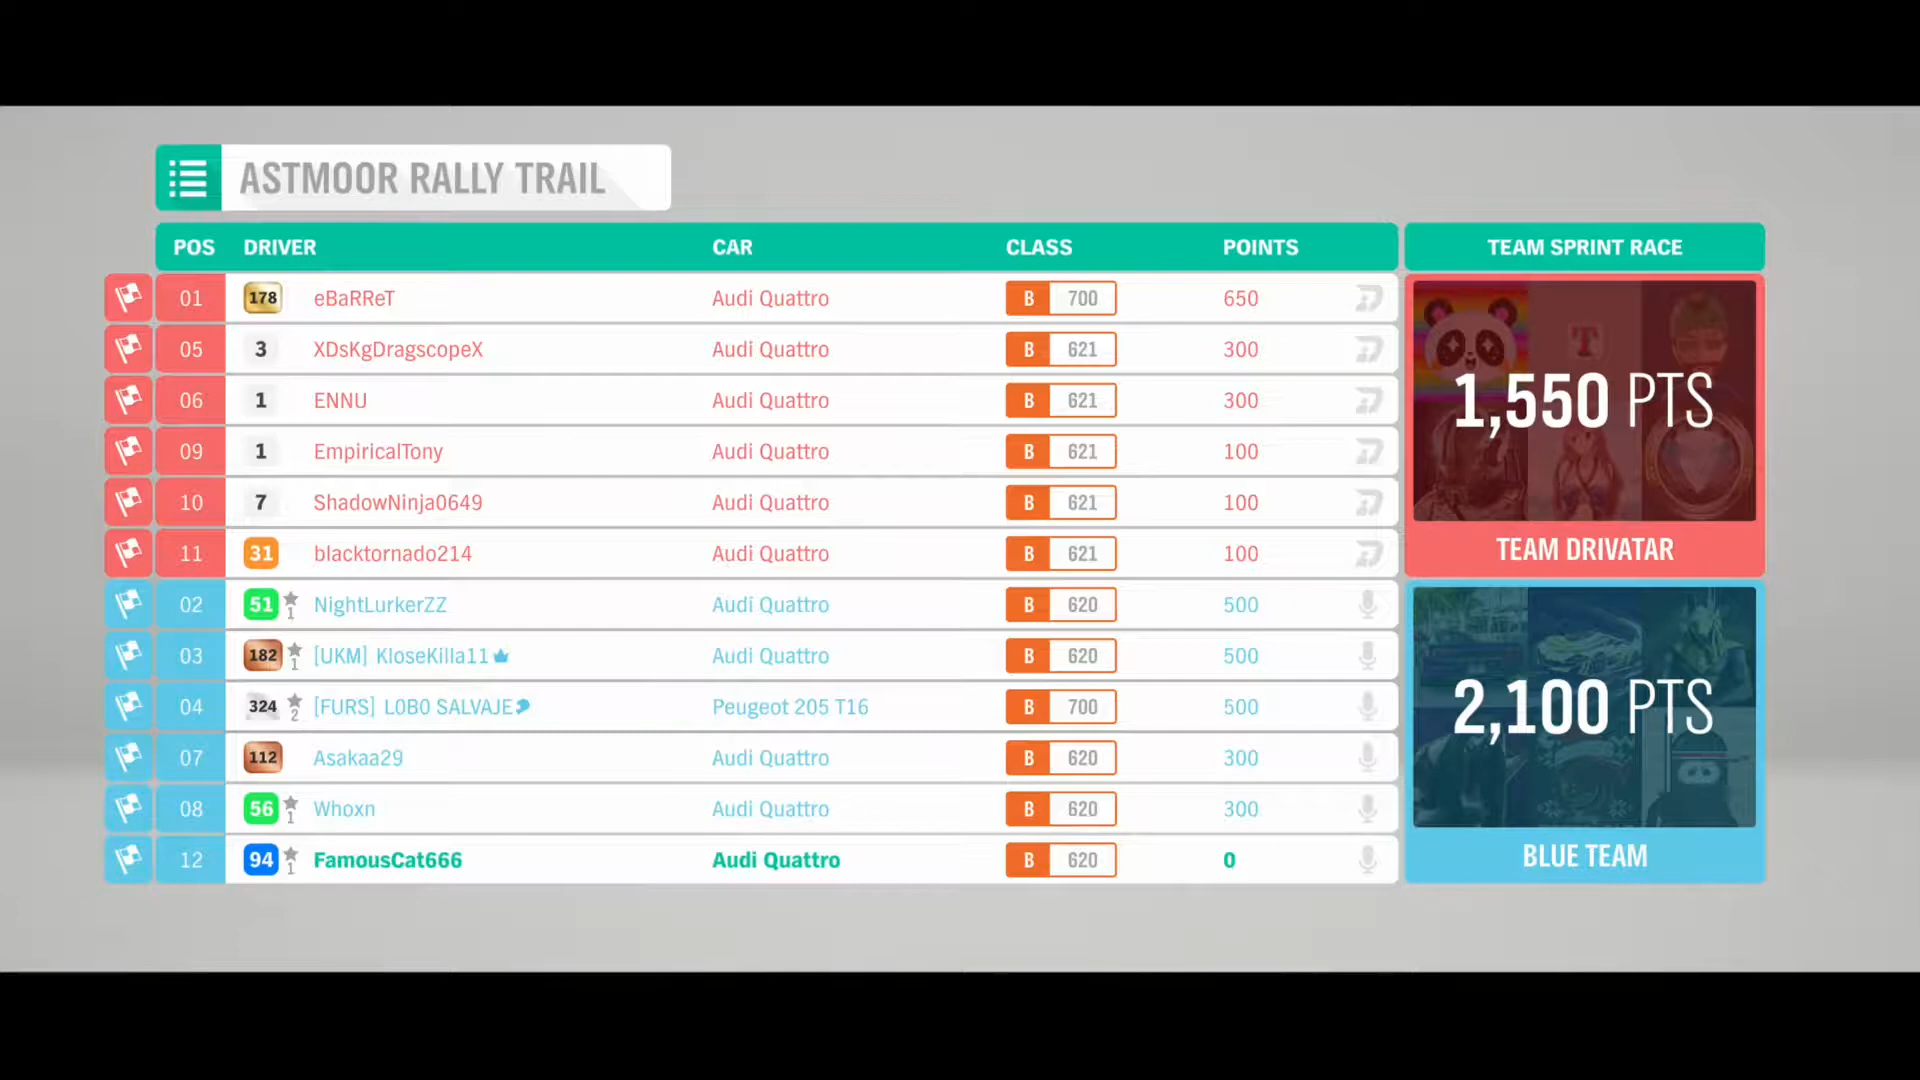 ASTMOOR RALLY TRAIL
POS DRIVER CAR CLASS POINTS TEAM SPRINT RACE
01 178 eBaRReT Audi Quattro B 700 650
05 3 XDsKgDragscopeX Audi Quattro B 621 300
06 1 ENNU Audi Quattro B 621 300
09 1 EmpiricalTony Audi Quattro B 621 100
10 7 ShadowNinja0649 Audi Quattro B 621 100
11 31 blacktornado214 Audi Quattro B 621 100
1,550 PTS
TEAM DRIVATAR
02 51 1 NightLurkerZZ Audi Quattro B 620 500
03 182 1 [UKM] KloseKilla11 Audi Quattro B 620 500
04 324 2 [FURS] L0B0 SALVAJE Peugeot 205 T16 B 700 500
07 112 Asakaa29 Audi Quattro B 620 300
08 56 1 Whoxn Audi Quattro B 620 300
12 94 1 FamousCat666 Audi Quattro B 620 0
2,100 PTS
BLUE TEAM